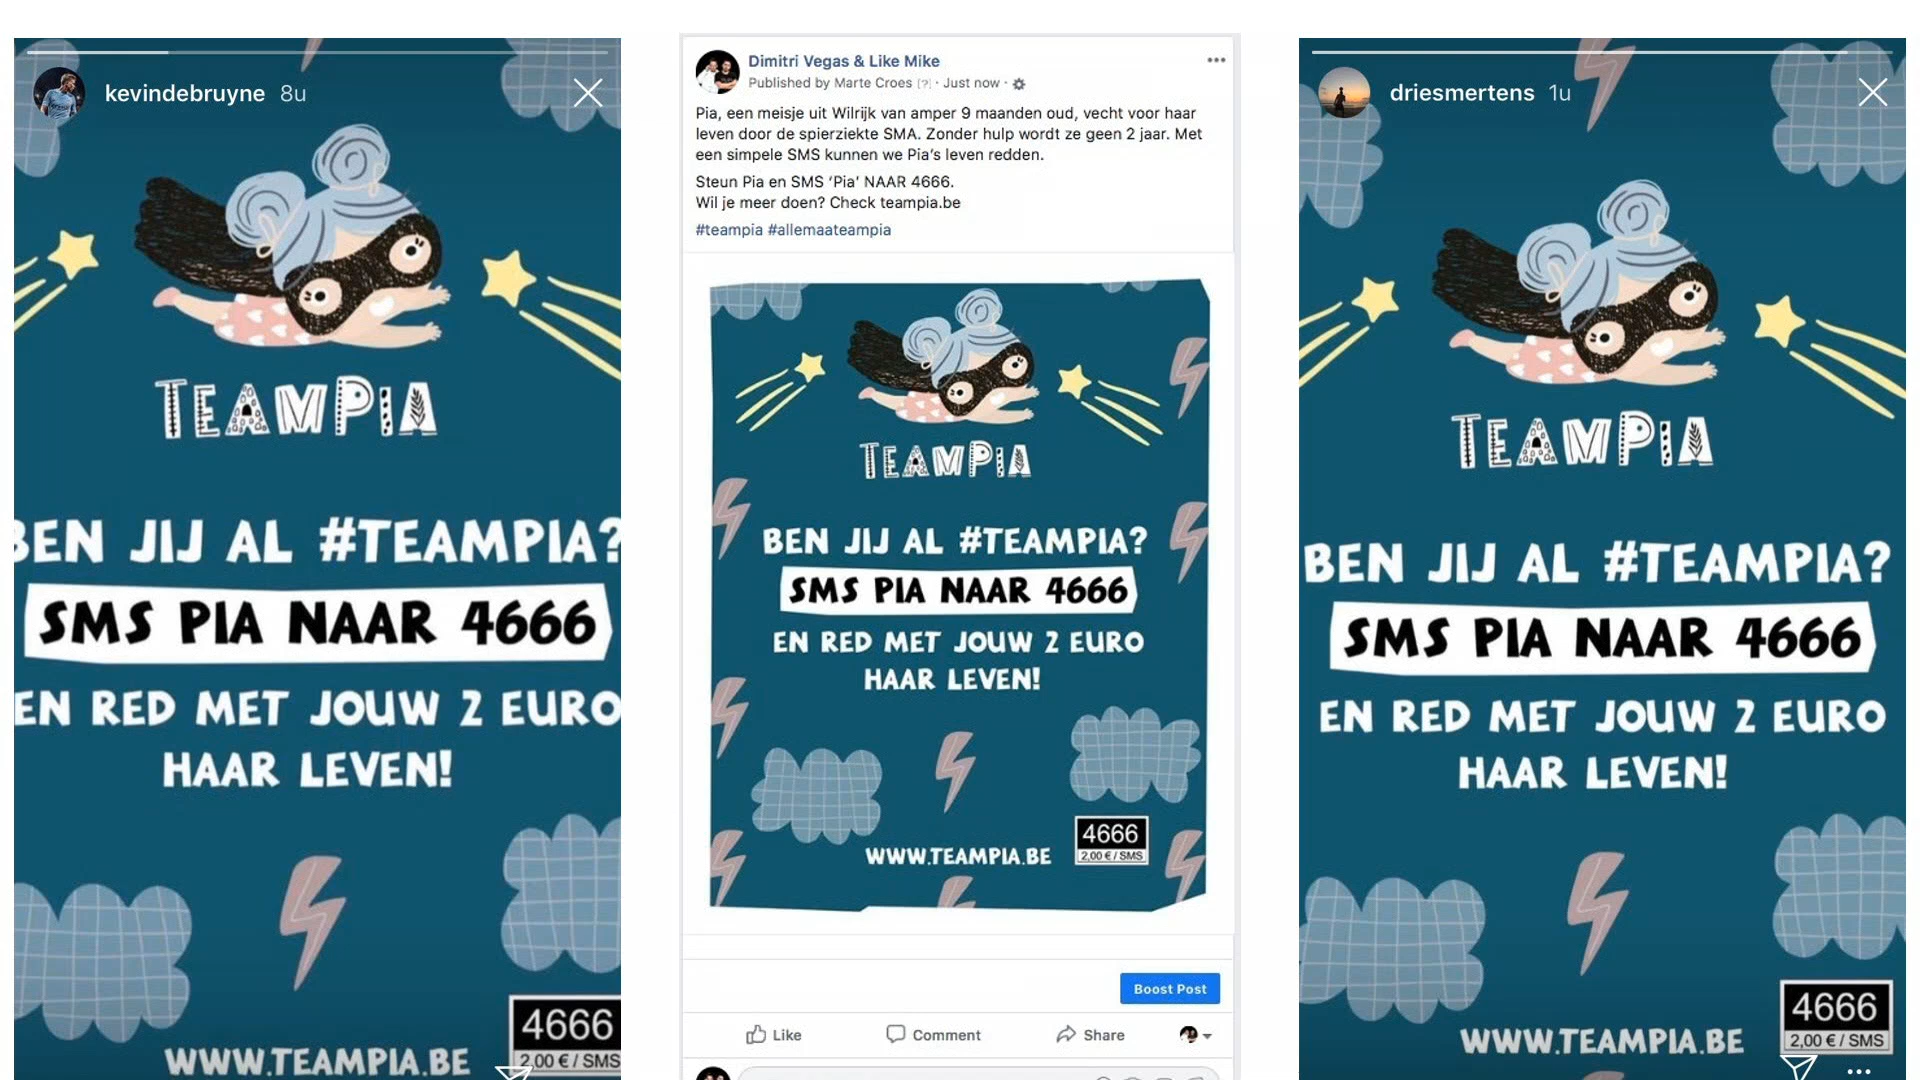 kevindebruyne 8u
TEAMPIA
BEN JIJ AL #TEAMPIA?
SMS PIA NAAR 4666
EN RED MET JOUW 2 EURO
HAAR LEVEN!
4666
2,00 € / SMS
WWW.TEAMPIA.BE
Dimitri Vegas & Like Mike
Published by Marte Croes [?] · Just now ·
Pia, een meisje uit Wilrijk van amper 9 maanden oud, vecht voor haar
leven door de spierziekte SMA. Zonder hulp wordt ze geen 2 jaar. Met
een simpele SMS kunnen we Pia's leven redden.
Steun Pia en SMS ‘Pia’ NAAR 4666.
Wil je meer doen? Check teampia.be
#teampia #allemaateampia
TEAMPIA
BEN JIJ AL #TEAMPIA?
SMS PIA NAAR 4666
EN RED MET JOUW 2 EURO
HAAR LEVEN!
4666
2,00 € / SMS
WWW.TEAMPIA.BE
Boost Post
Like Comment Share
driesmertens 1u
TEAMPIA
BEN JIJ AL #TEAMPIA?
SMS PIA NAAR 4666
EN RED MET JOUW 2 EURO
HAAR LEVEN!
4666
2,00 € / SMS
WWW.TEAMPIA.BE